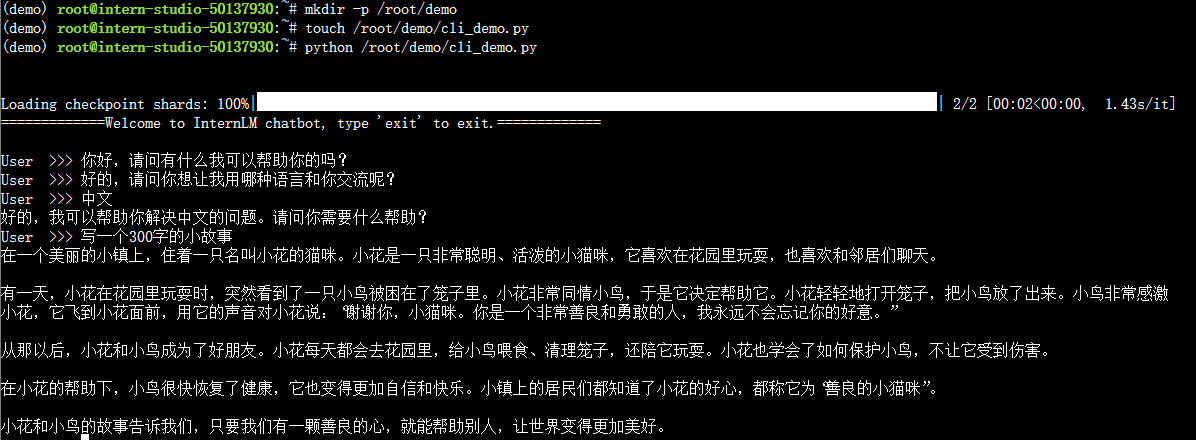 (demo) root@intern-studio-50137930:~# mkdir -p /root/demo
(demo) root@intern-studio-50137930:~# touch /root/demo/cli_demo.py
(demo) root@intern-studio-50137930:~# python /root/demo/cli_demo.py
Loading checkpoint shards: 100%|██████████| 2/2 [00:02<00:00, 1.43s/it]
=============Welcome to InternLM chatbot, type 'exit' to exit.=============
User >>> 你好，请问有什么我可以帮助你的吗？
User >>> 好的，请问你想让我用哪种语言和你交流呢？
User >>> 中文
好的，我可以帮助你解决中文的问题。请问你需要什么帮助？
User >>> 写一个300字的小故事
在一个美丽的小镇上，住着一只名叫小花的猫咪。小花是一只非常聪明、活泼的小猫咪，它喜欢在花园里玩耍，也喜欢和邻居们聊天。
有一天，小花在花园里玩耍时，突然看到了一只小鸟被困在了笼子里。小花非常同情小鸟，于是它决定帮助它。小花轻轻地打开笼子，把小鸟放了出来。小鸟非常感激
小花，它飞到小花面前，用它的声音对小花说：“谢谢你，小猫咪。你是一个非常善良和勇敢的人，我永远不会忘记你的好意。”
从那以后，小花和小鸟成为了好朋友。小花每天都会去花园里，给小鸟喂食、清理笼子，还陪它玩耍。小花也学会了如何保护小鸟，不让它受到伤害。
在小花的帮助下，小鸟很快恢复了健康，它也变得更加自信和快乐。小镇上的居民们都知道了小花的好心，都称它为“善良的小猫咪”。
小花和小鸟的故事告诉我们，只要我们有一颗善良的心，就能帮助别人，让世界变得更加美好。